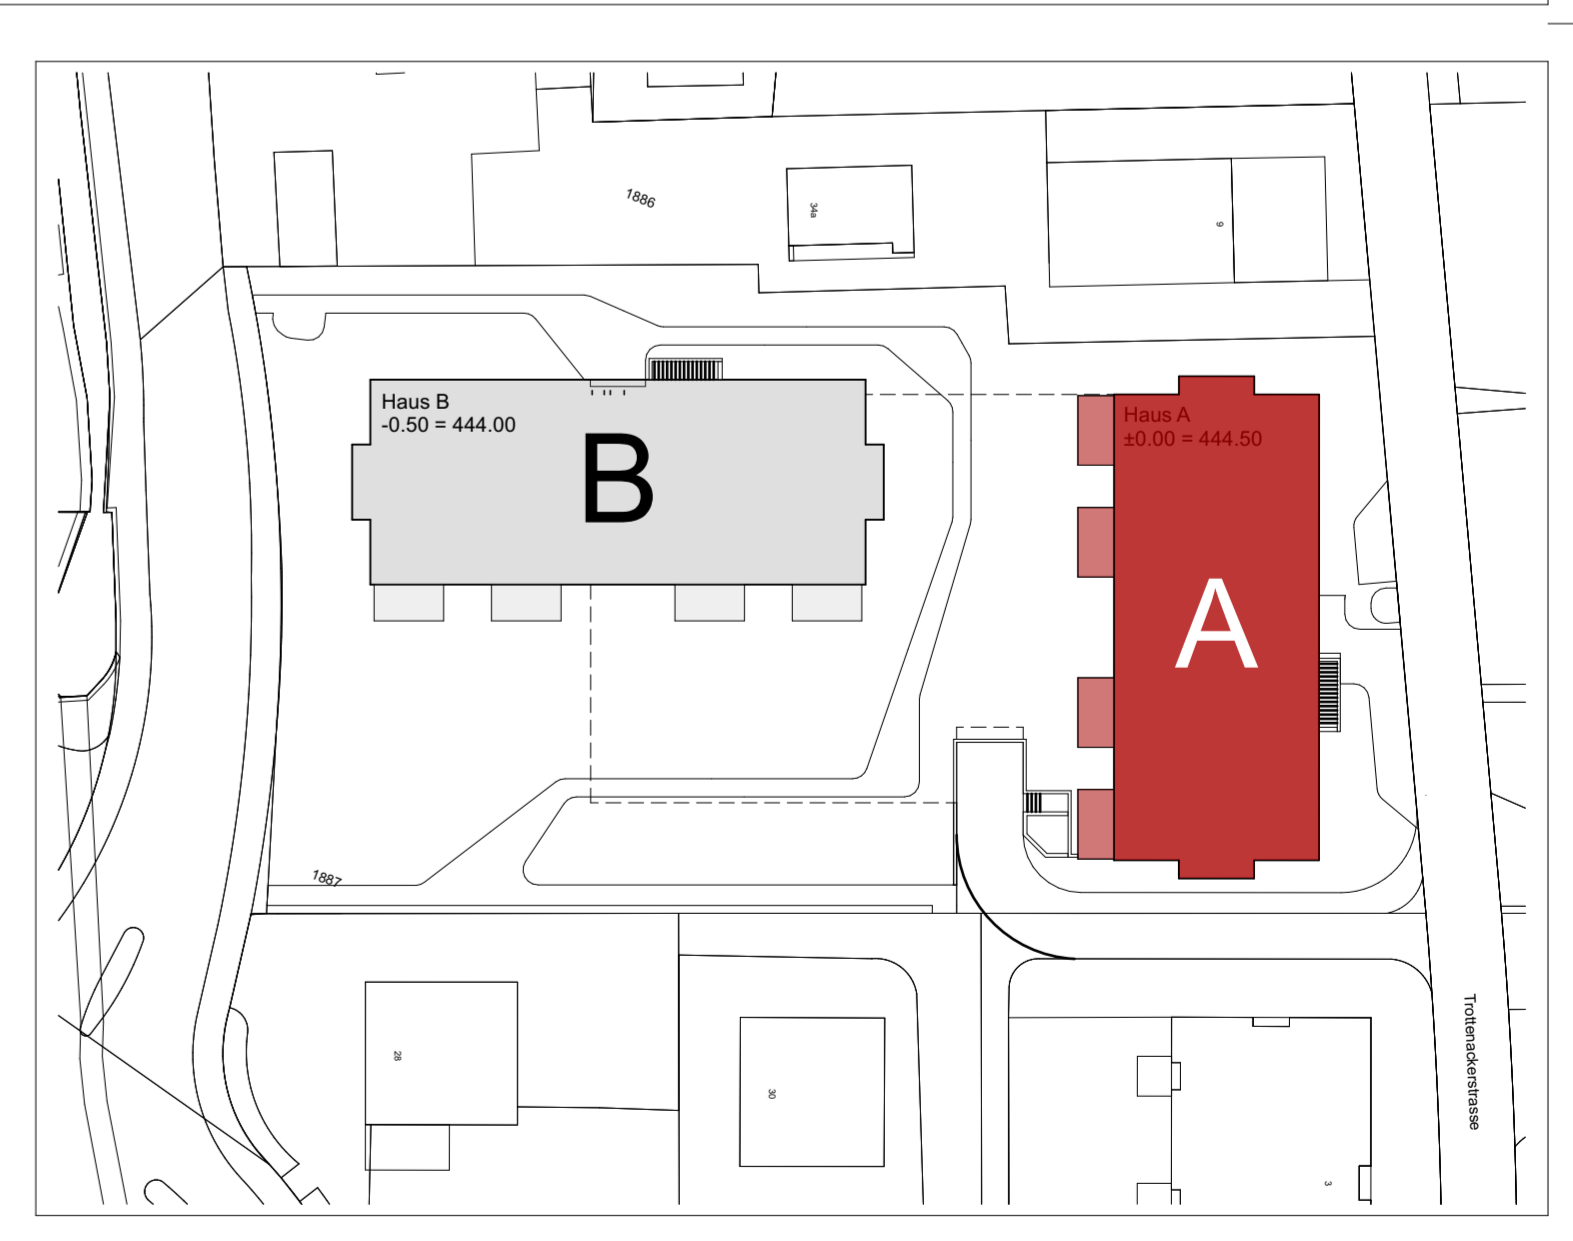 1886
34a
9
Haus B
-0.50 = 444.00
B
Haus A
±0.00 = 444.50
A
1887
28
30
3
Trottenackerstrasse